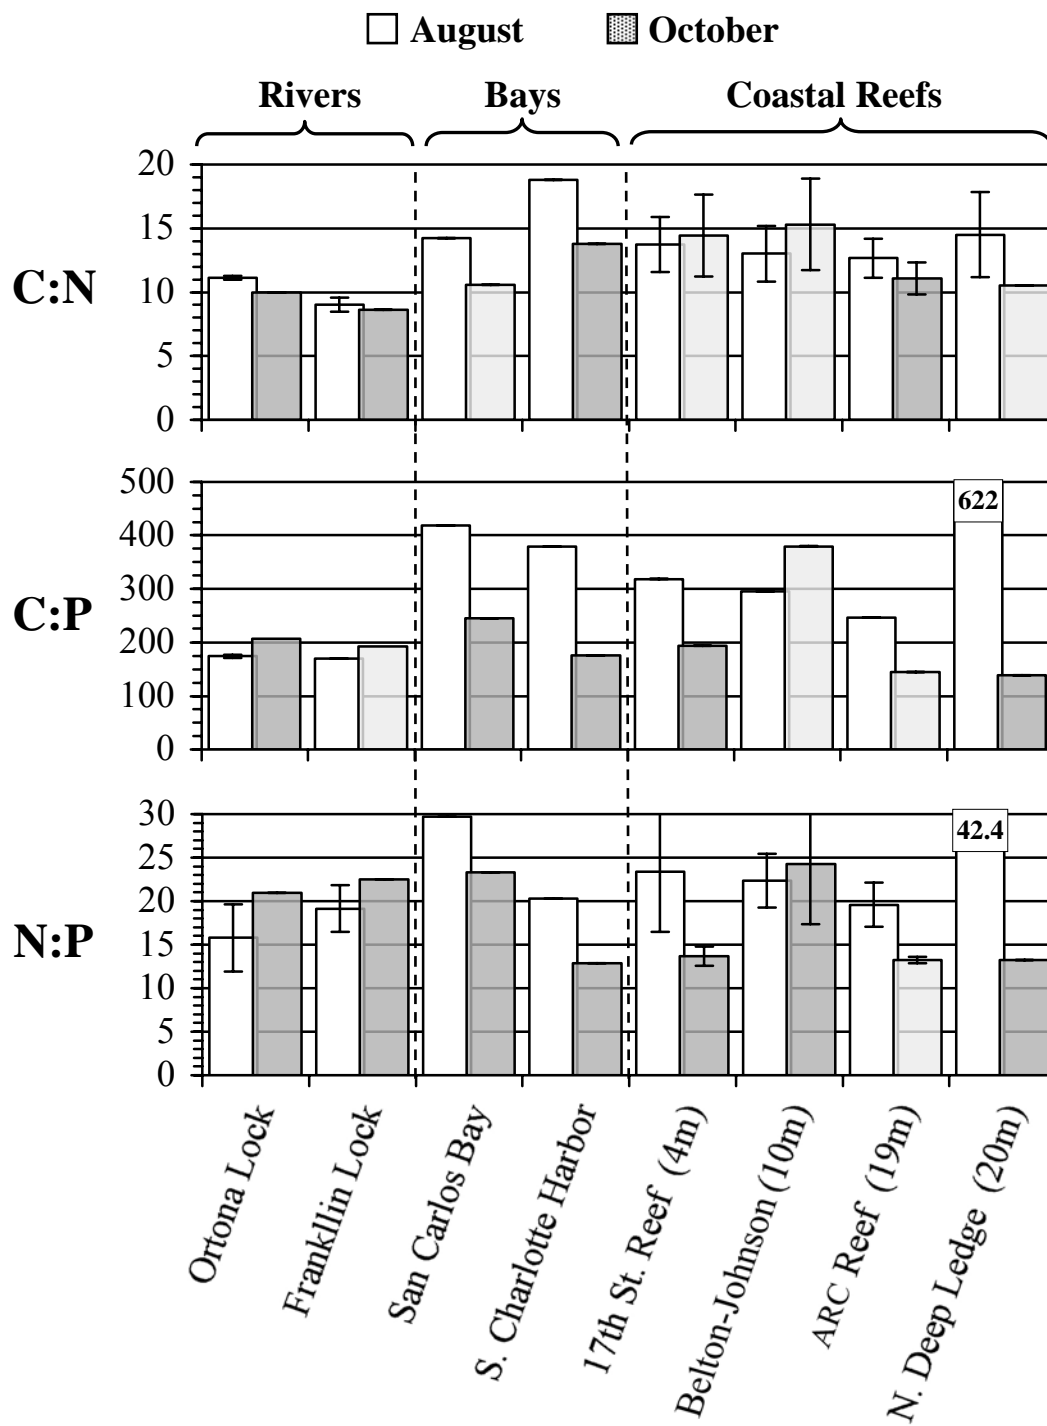 August October
Rivers Bays Coastal Reefs
C:N
20
15
10
5
0
C:P
500
400
300
200
100
0
622
N:P
30
25
20
15
10
5
0
42.4
Ortona Lock
Frankllin Lock
San Carlos Bay
S. Charlotte Harbor
17th St. Reef (4m)
Belton-Johnson (10m)
ARC Reef (19m)
N. Deep Ledge (20m)